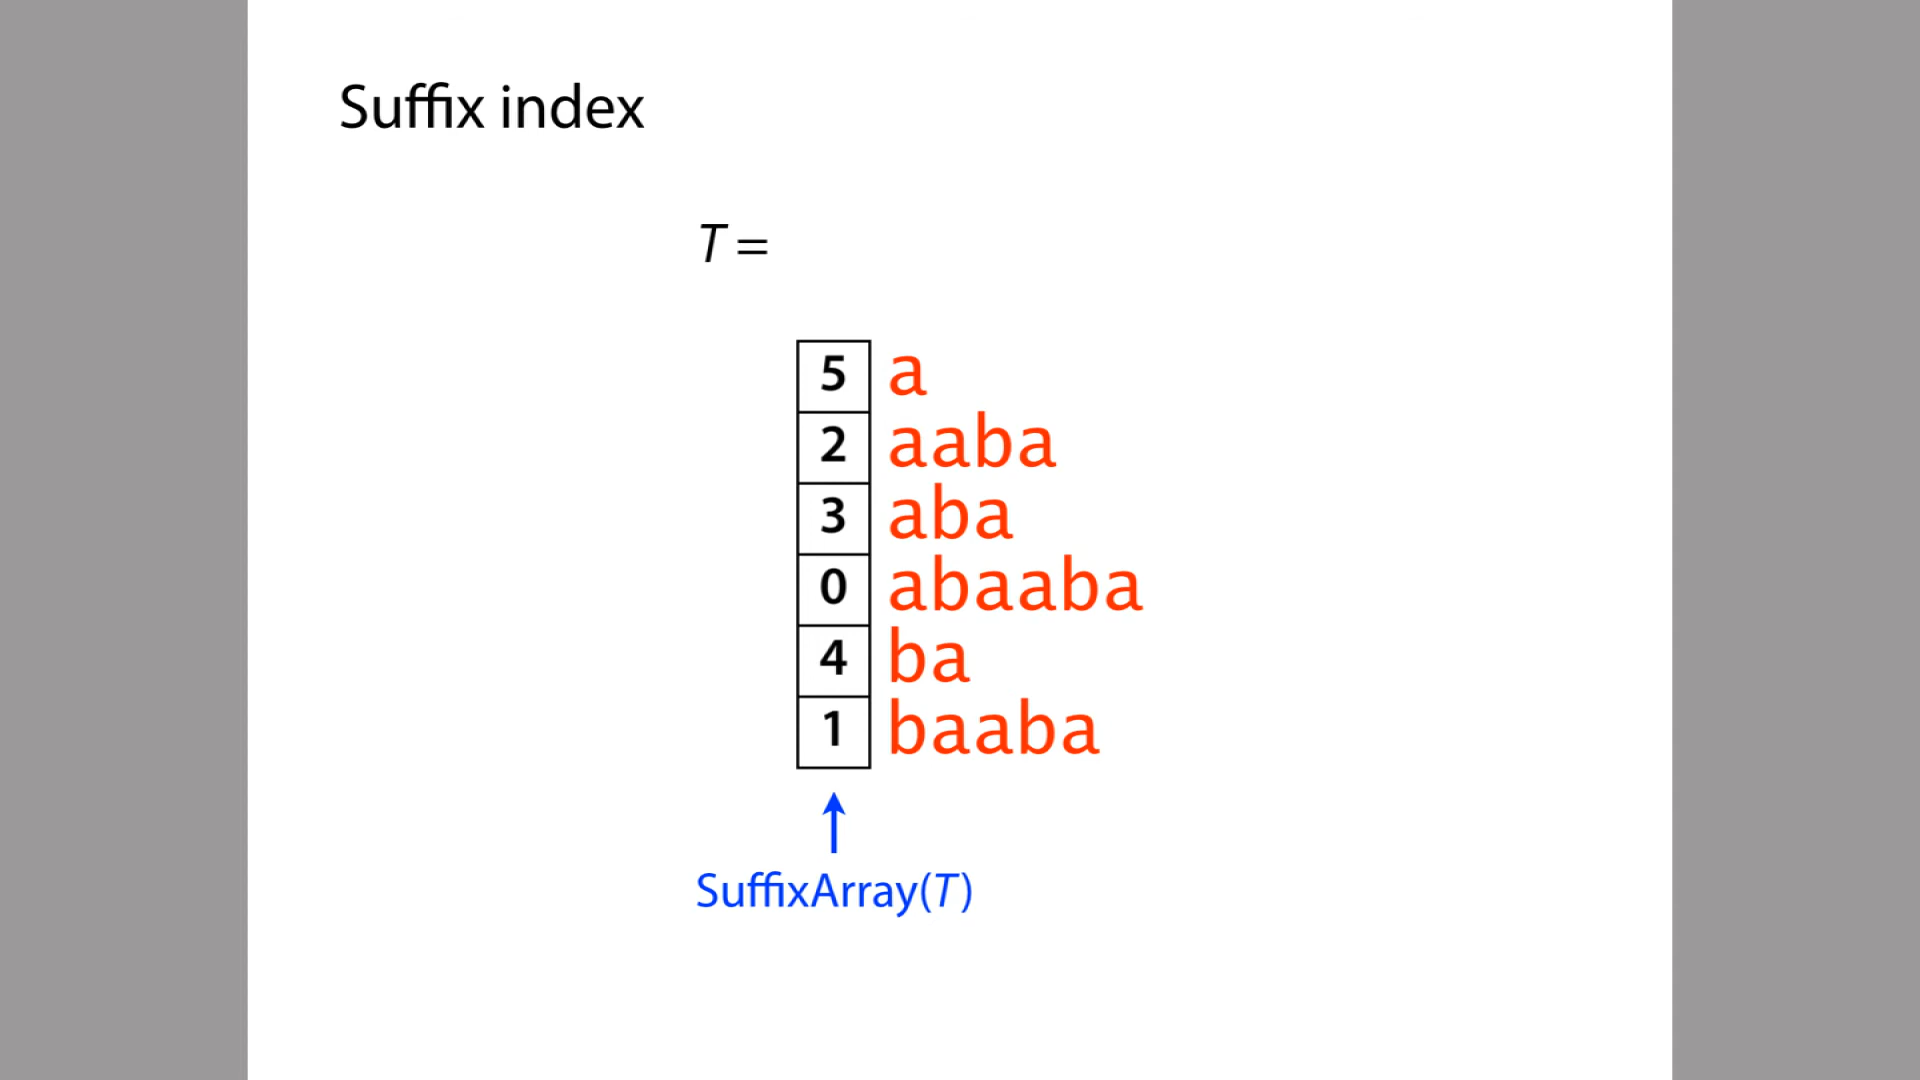 Suffix index
T =
5 a
2 aaba
3 aba
0 abaaba
4 ba
1 baaba
SuffixArray(T)